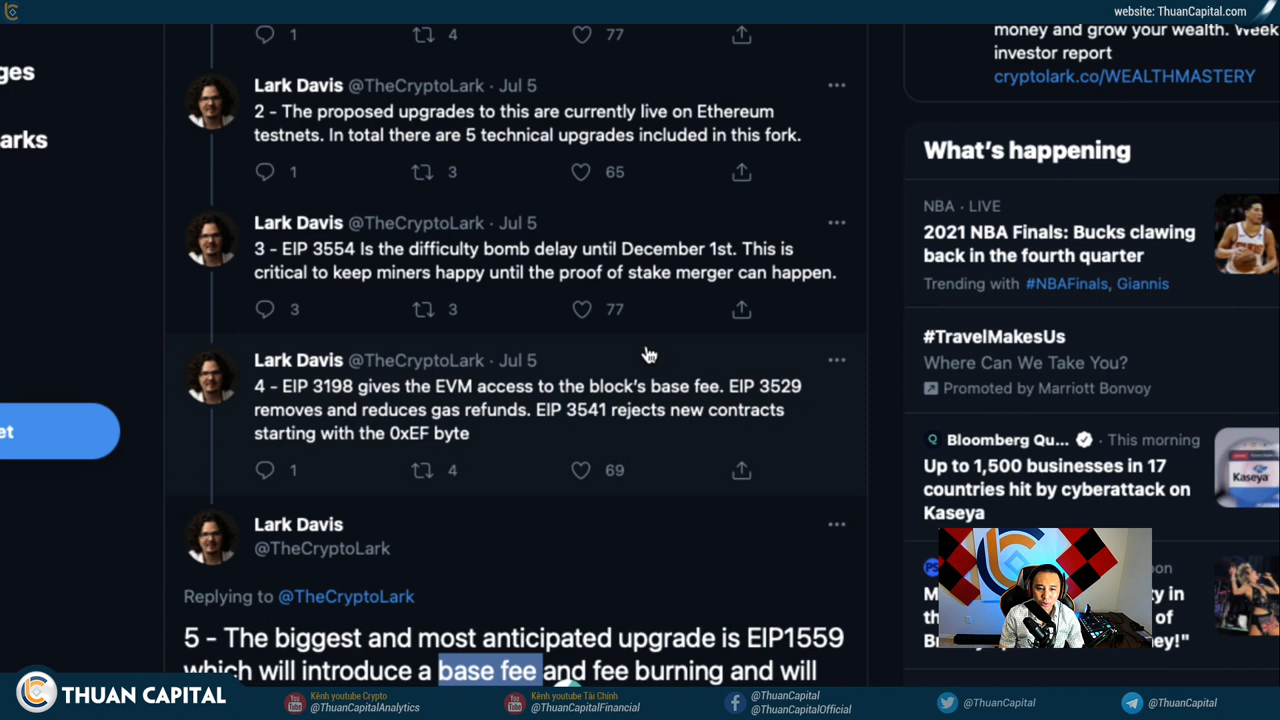 website: ThuanCapital.com
1 4 77
ges
arks
et
Lark Davis @TheCryptoLark · Jul 5
2 - The proposed upgrades to this are currently live on Ethereum
testnets. In total there are 5 technical upgrades included in this fork.
1 3 65
Lark Davis @TheCryptoLark · Jul 5
3 - EIP 3554 Is the difficulty bomb delay until December 1st. This is
critical to keep miners happy until the proof of stake merger can happen.
3 3 77
Lark Davis @TheCryptoLark · Jul 5
4 - EIP 3198 gives the EVM access to the block's base fee. EIP 3529
removes and reduces gas refunds. EIP 3541 rejects new contracts
starting with the 0xEF byte
1 4 69
Lark Davis
@TheCryptoLark
Replying to @TheCryptoLark
5 - The biggest and most anticipated upgrade is EIP1559
which will introduce a base fee and fee burning and will
money and grow your wealth. Week
investor report
cryptolark.co/WEALTHMASTERY
What's happening
NBA · LIVE
2021 NBA Finals: Bucks clawing
back in the fourth quarter
Trending with #NBAFinals, Giannis
#TravelMakesUs
Where Can We Take You?
Promoted by Marriott Bonvoy
Bloomberg Qu... · This morning
Up to 1,500 businesses in 17
countries hit by cyberattack on
Kaseya
Kaseya
THUAN CAPITAL
Kênh youtube Crypto
@ThuanCapitalAnalytics
Kênh youtube Tài Chính
@ThuanCapitalFinancial
@ThuanCapital
@ThuanCapitalOfficial
@ThuanCapital
@ThuanCapital